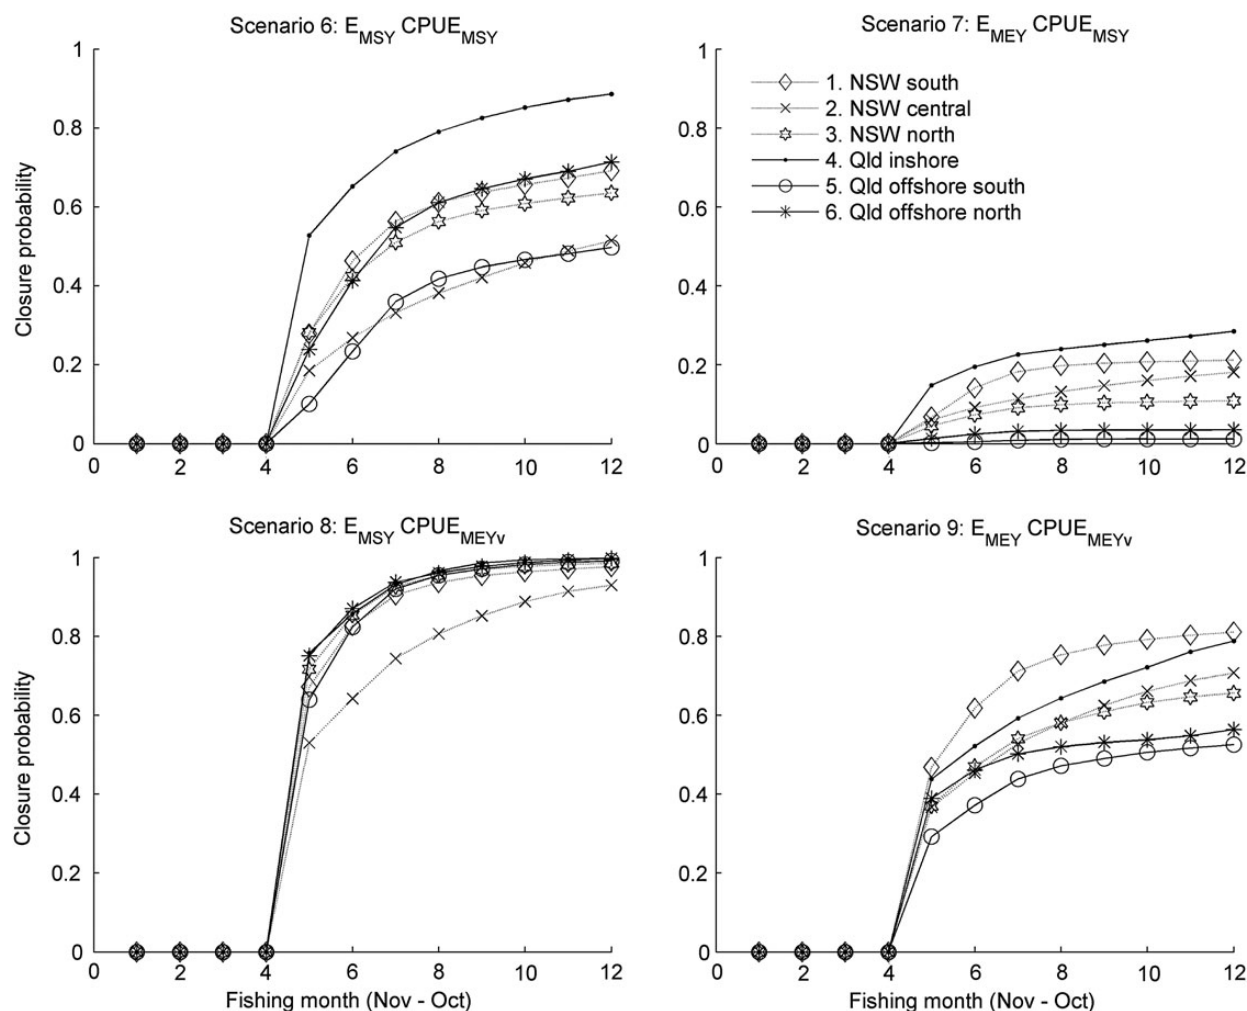 Scenario 6: E_MSY CPUE_MSY
Closure probability
1
0.8
0.6
0.4
0.2
0
0 2 4 6 8 10 12
Scenario 7: E_MEY CPUE_MSY
1. NSW south
2. NSW central
3. NSW north
4. Qld inshore
5. Qld offshore south
6. Qld offshore north
1
0.8
0.6
0.4
0.2
0
0 2 4 6 8 10 12
Scenario 8: E_MSY CPUE_MEYv
Closure probability
1
0.8
0.6
0.4
0.2
0
0 2 4 6 8 10 12
Fishing month (Nov - Oct)
Scenario 9: E_MEY CPUE_MEYv
1
0.8
0.6
0.4
0.2
0
0 2 4 6 8 10 12
Fishing month (Nov - Oct)